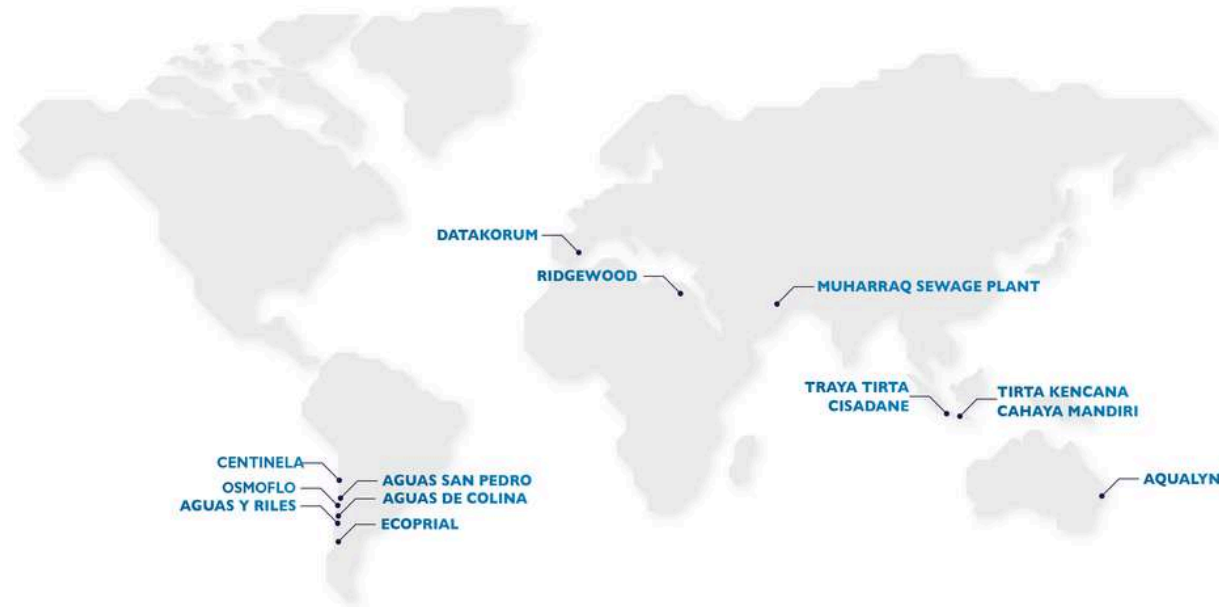 DATAKORUM
RIDGEWOOD
MUHARRAQ SEWAGE PLANT
TRAYA TIRTA
CISADANE
TIRTA KENCANA
CAHAYA MANDIRI
CENTINELA
OSMOFLO
AGUAS Y RILES
AGUAS SAN PEDRO
AGUAS DE COLINA
ECOPRIAL
AQUALYN